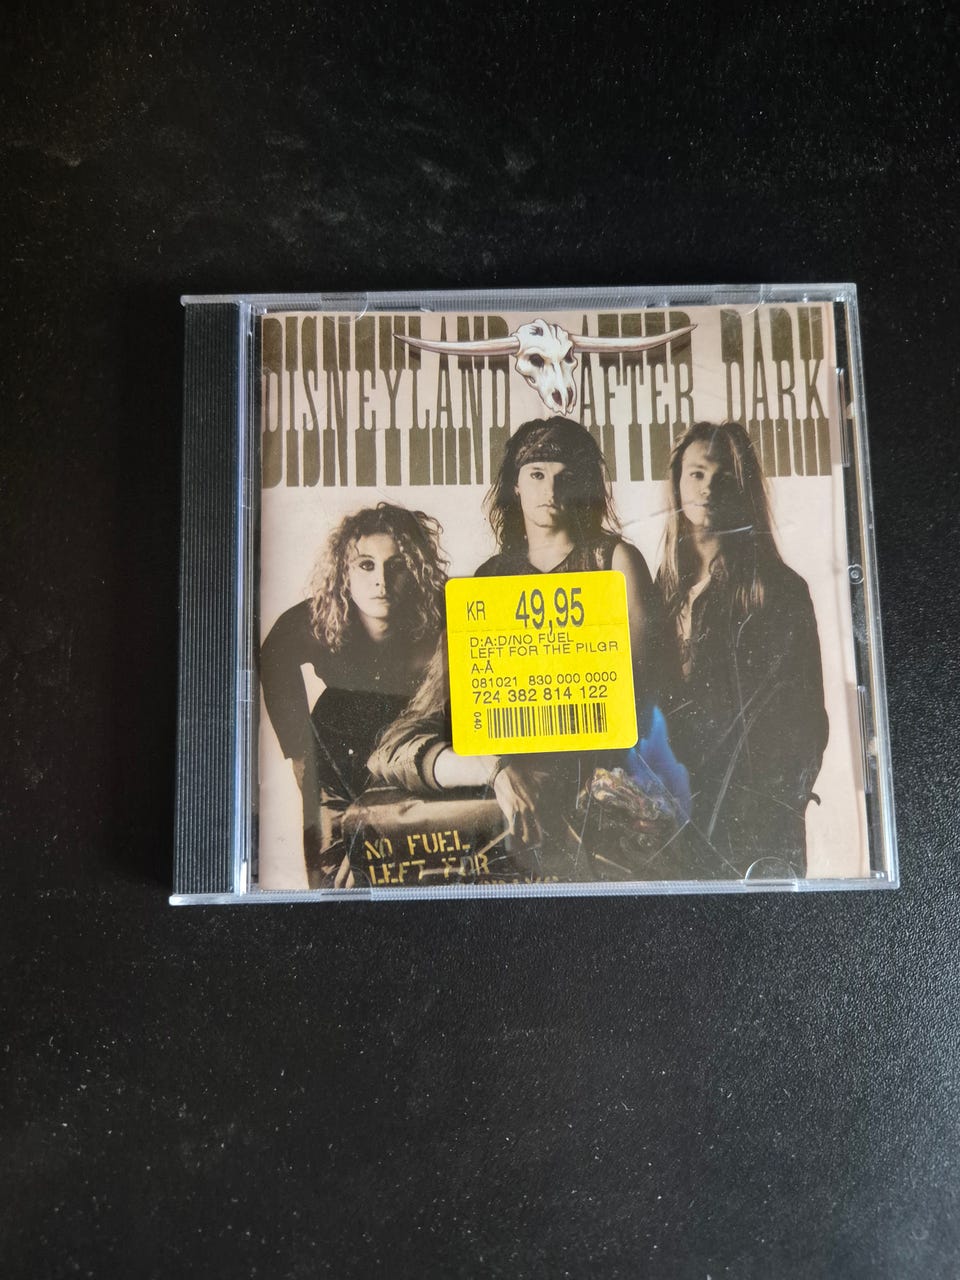 DISNEYLAND AFTER DARK
KR 49,95
D:A:D/NO FUEL
LEFT FOR THE PILGR
A-Å
081021 830 000 0000
724 382 814 122
040.
NO FUEL
LEFT FOR